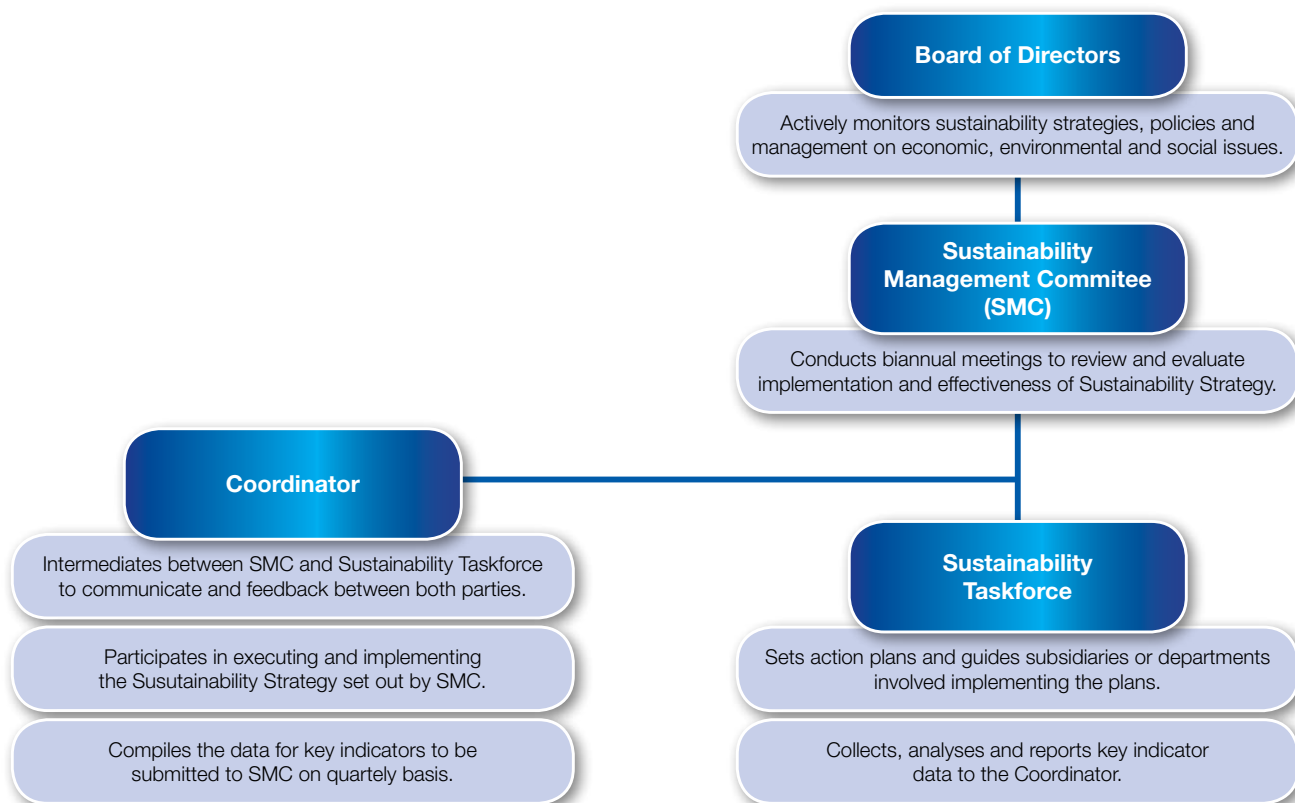 Board of Directors
Actively monitors sustainability strategies, policies and
management on economic, environmental and social issues.
Sustainability
Management Commitee
(SMC)
Conducts biannual meetings to review and evaluate
implementation and effectiveness of Sustainability Strategy.
Coordinator
Intermediates between SMC and Sustainability Taskforce
to communicate and feedback between both parties.
Participates in executing and implementing
the Susutainability Strategy set out by SMC.
Compiles the data for key indicators to be
submitted to SMC on quartely basis.
Sustainability
Taskforce
Sets action plans and guides subsidiaries or departments
involved implementing the plans.
Collects, analyses and reports key indicator
data to the Coordinator.